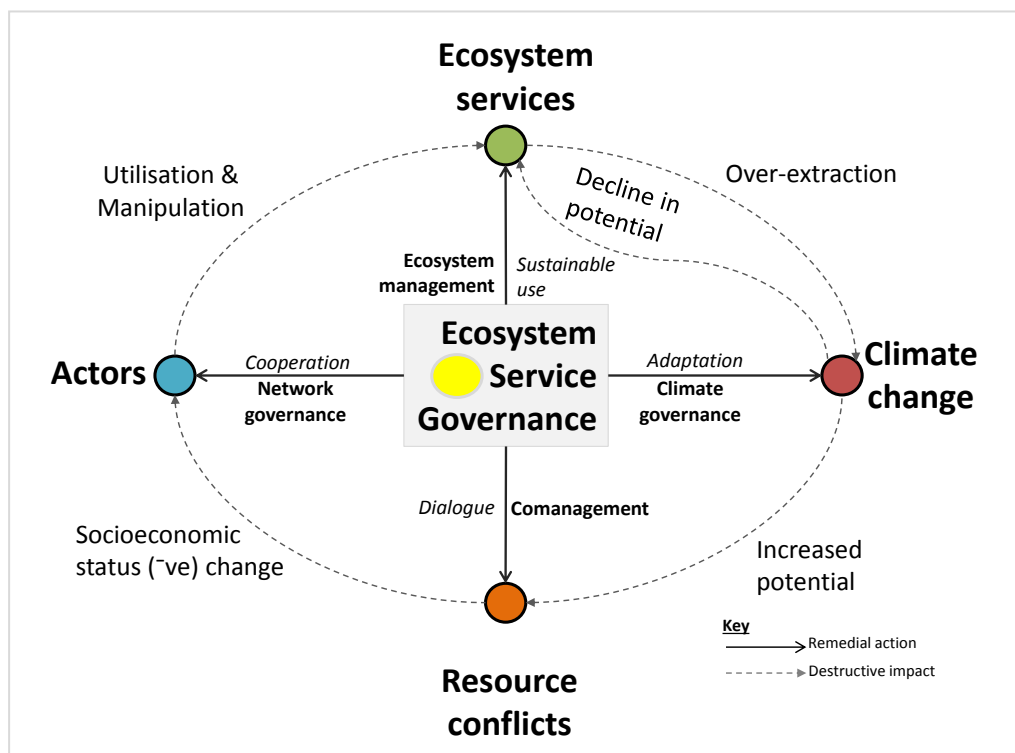 Ecosystem
services
Utilisation &
Manipulation
Over-extraction
Decline in
potential
Ecosystem
management
Sustainable
use
Ecosystem
Service
Governance
Actors
Cooperation
Network
governance
Adaptation
Climate
governance
Climate
change
Dialogue
Comanagement
Socioeconomic
status (⁻ve) change
Increased
potential
Resource
conflicts
Key
Remedial action
Destructive impact